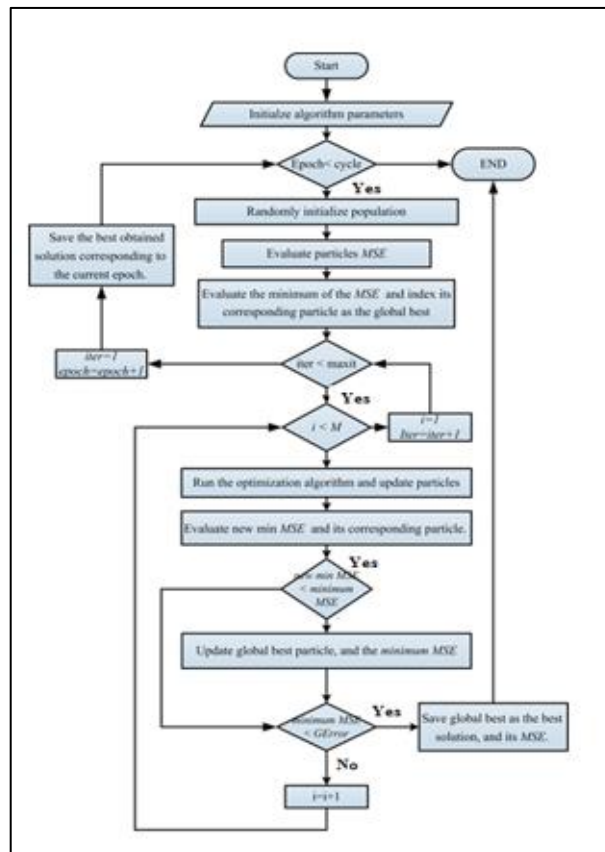 Start
Initialze algorithm parameters
Epoch< cycle
END
Yes
Randomly initialize population
Save the best obtained
solution corresponding to
the current epoch.
Evaluate particles MSE
Evaluate the minimum of the MSE and index its
corresponding particle as the global best
iter=1
epoch=epoch+1
iter < maxit
Yes
i=1
Iter=iter+1
i < M
Run the optimization algorithm and update particles
Evaluate new min MSE and its corresponding particle.
Yes
new min MSE
< minimum
MSE
Update global best particle, and the minimum MSE
minimum MSE
< GError
Yes
Save global best as the best
solution, and its MSE.
No
i=i+1